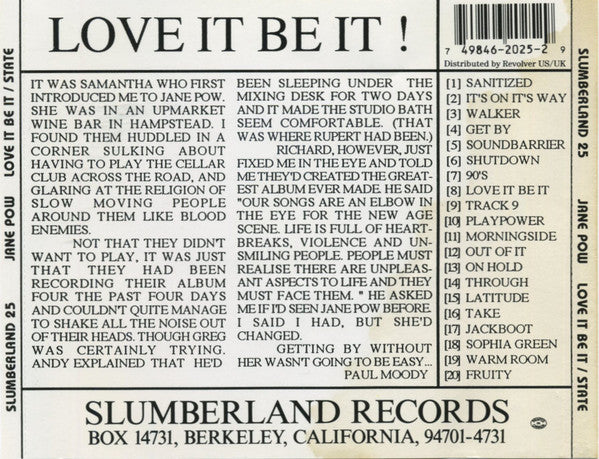 LOVE IT BE IT !
7 49846-2025-2 9
Distributed by Revolver US/UK
IT WAS SAMANTHA WHO FIRST
INTRODUCED ME TO JANE POW.
SHE WAS IN AN UPMARKET
WINE BAR IN HAMPSTEAD. I
FOUND THEM HUDDLED IN A
CORNER SULKING ABOUT
HAVING TO PLAY THE CELLAR
CLUB ACROSS THE ROAD, AND
GLARING AT THE RELIGION OF
SLOW MOVING PEOPLE
AROUND THEM LIKE BLOOD
ENEMIES.
NOT THAT THEY DIDN'T
WANT TO PLAY, IT WAS JUST
THAT THEY HAD BEEN
RECORDING THEIR ALBUM
FOUR THE PAST FOUR DAYS
AND COULDN'T QUITE MANAGE
TO SHAKE ALL THE NOISE OUT
OF THEIR HEADS. THOUGH GREG
WAS CERTAINLY TRYING.
ANDY EXPLAINED THAT HE'D
BEEN SLEEPING UNDER THE
MIXING DESK FOR TWO DAYS
AND IT MADE THE STUDIO BATH
SEEM COMFORTABLE. (THAT
WAS WHERE RUPERT HAD BEEN.)
RICHARD, HOWEVER, JUST
FIXED ME IN THE EYE AND TOLD
ME THEY'D CREATED THE GREAT-
EST ALBUM EVER MADE. HE SAID
"OUR SONGS ARE AN ELBOW IN
THE EYE FOR THE NEW AGE
SCENE. LIFE IS FULL OF HEART-
BREAKS, VIOLENCE AND UN-
SMILING PEOPLE. PEOPLE MUST
REALISE THERE ARE UNPLEAS-
ANT ASPECTS TO LIFE AND THEY
MUST FACE THEM. " HE ASKED
ME IF I'D SEEN JANE POW BEFORE.
I SAID I HAD, BUT SHE'D
CHANGED.
GETTING BY WITHOUT
HER WASN'T GOING TO BE EASY...
PAUL MOODY
[1] SANITIZED
[2] IT'S ON IT'S WAY
[3] WALKER
[4] GET BY
[5] SOUNDBARRIER
[6] SHUTDOWN
[7] 90'S
[8] LOVE IT BE IT
[9] TRACK 9
[10] PLAYPOWER
[11] MORNINGSIDE
[12] OUT OF IT
[13] ON HOLD
[14] THROUGH
[15] LATITUDE
[16] TAKE
[17] JACKBOOT
[18] SOPHIA GREEN
[19] WARM ROOM
[20] FRUITY
SLUMBERLAND RECORDS
BOX 14731, BERKELEY, CALIFORNIA, 94701-4731
SLUMBERLAND 25 JANE POW LOVE IT BE IT / STATE
SLUMBERLAND 25 JANE POW LOVE IT BE IT / STATE